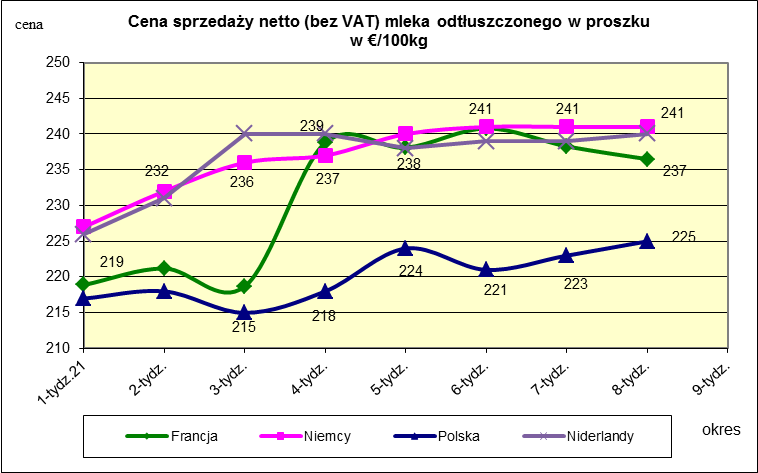 cena
Cena sprzedaży netto (bez VAT) mleka odtłuszczonego w proszku
w €/100kg
250
245
240
235
230
225
220
215
210
219
232
236
239
237
238
241
241
241
237
215
218
224
221
223
225
1-tydz.21
2-tydz.
3-tydz.
4-tydz.
5-tydz.
6-tydz.
7-tydz.
8-tydz.
9-tydz.
okres
Francja
Niemcy
Polska
Niderlandy